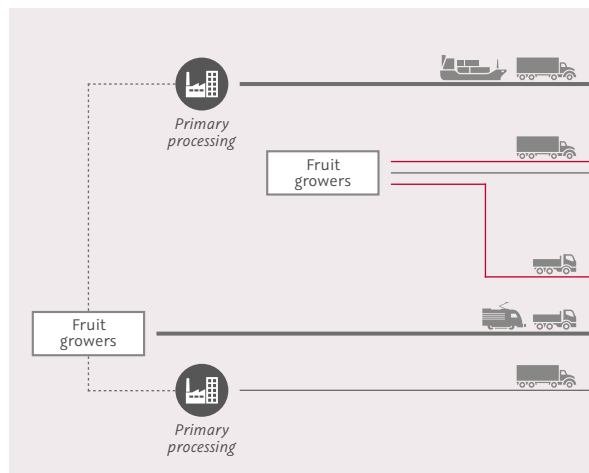 Primary
processing
Fruit
growers
Fruit
growers
Primary
processing